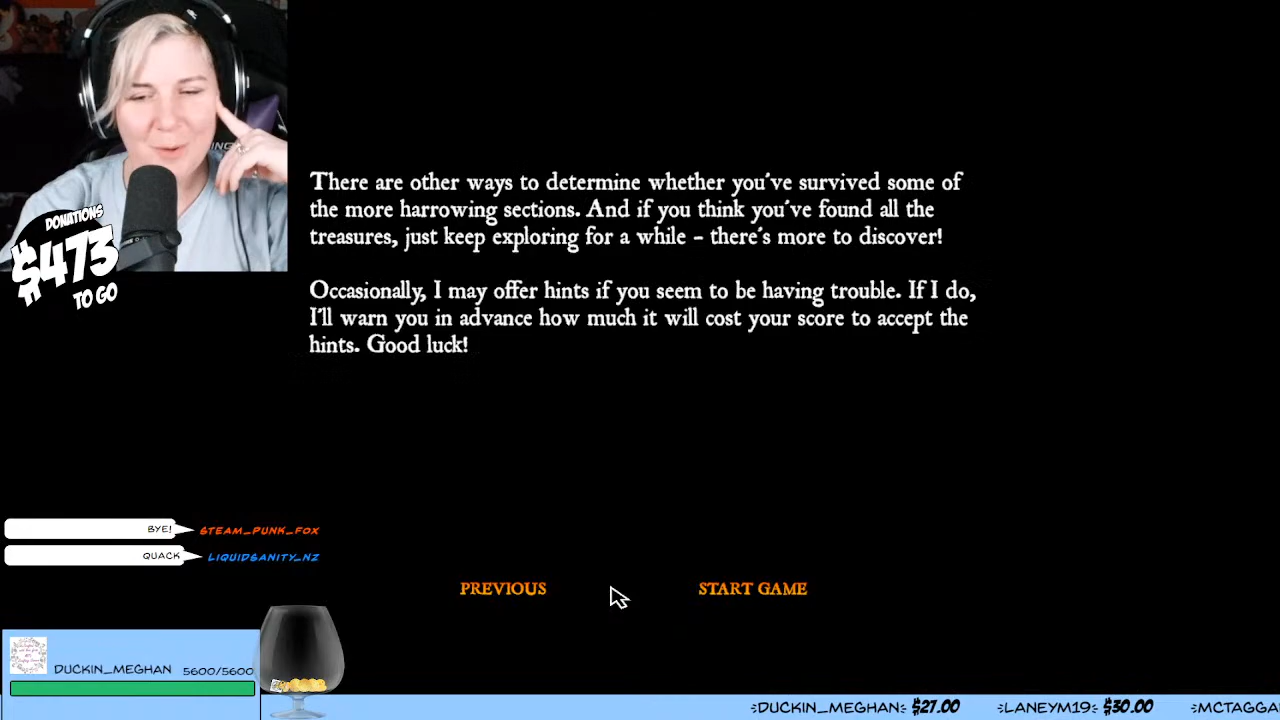 ING
DONATIONS
$473
TO GO
There are other ways to determine whether you've survived some of
the more harrowing sections. And if you think you've found all the
treasures, just keep exploring for a while – there's more to discover!
Occasionally, I may offer hints if you seem to be having trouble. If I do,
I'll warn you in advance how much it will cost your score to accept the
hints. Good luck!
BYE! STEAM_PUNK_FOX
QUACK LIQUIDSANITY_NZ
PREVIOUS START GAME
DUCKIN_MEGHAN 5600/5600
DUCKIN_MEGHAN $27.00 LANEYM19 $30.00 MCTAGGA